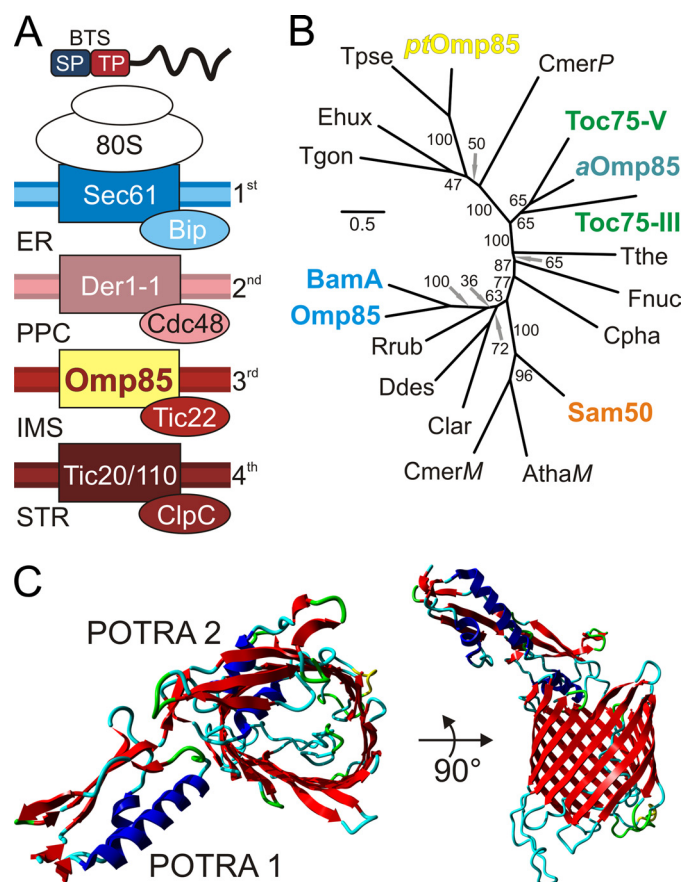 A
BTS
SP TP
80S
Sec61
1st
Bip
ER
Der1-1
2nd
Cdc48
PPC
Omp85
3rd
Tic22
IMS
Tic20/110
4th
ClpC
STR
B
ptOmp85
Tpse
CmerP
Ehux
Toc75-V
Tgon
aOmp85
Toc75-III
Tthe
Fnuc
Cpha
BamA
Omp85
Rrub
Ddes
Clar
CmerM
AthaM
Sam50
0.5
100
50
47
100
65
65
100
65
87
77
63
36
100
72
100
96
C
POTRA 2
POTRA 1
90°